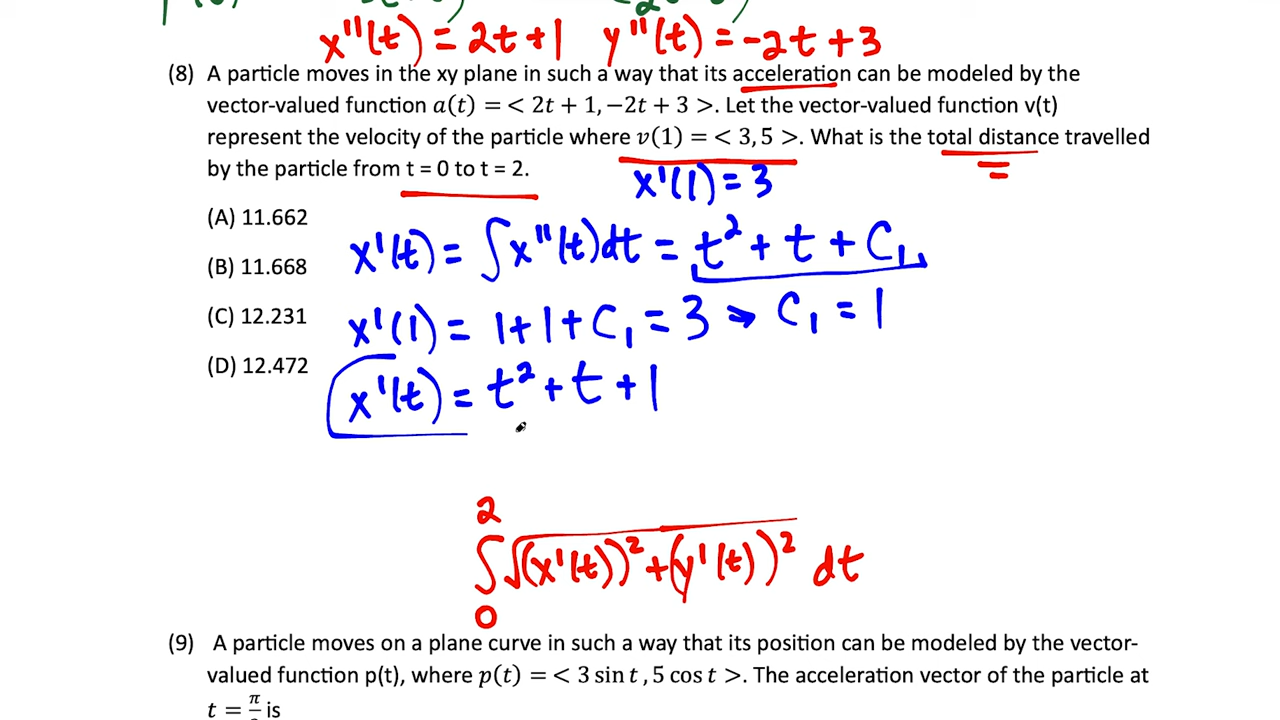 x''(t) = 2t+1 y''(t) = -2t + 3
(8) A particle moves in the xy plane in such a way that its acceleration can be modeled by the
vector-valued function a(t) = < 2t + 1, −2t + 3 >. Let the vector-valued function v(t)
represent the velocity of the particle where v(1) = < 3, 5 >. What is the total distance travelled
by the particle from t = 0 to t = 2.
x'(1) = 3
(A) 11.662
x'(t) = ∫x''(t)dt = t² + t + C₁
(B) 11.668
(C) 12.231
x'(1) = 1+1+C₁ = 3 → C₁ = 1
(D) 12.472
x'(t) = t² + t + 1
∫₀² √(x'(t))² + (y'(t))² dt
(9) A particle moves on a plane curve in such a way that its position can be modeled by the vector-
valued function p(t), where p(t) = < 3 sin t , 5 cos t >. The acceleration vector of the particle at
t = π is